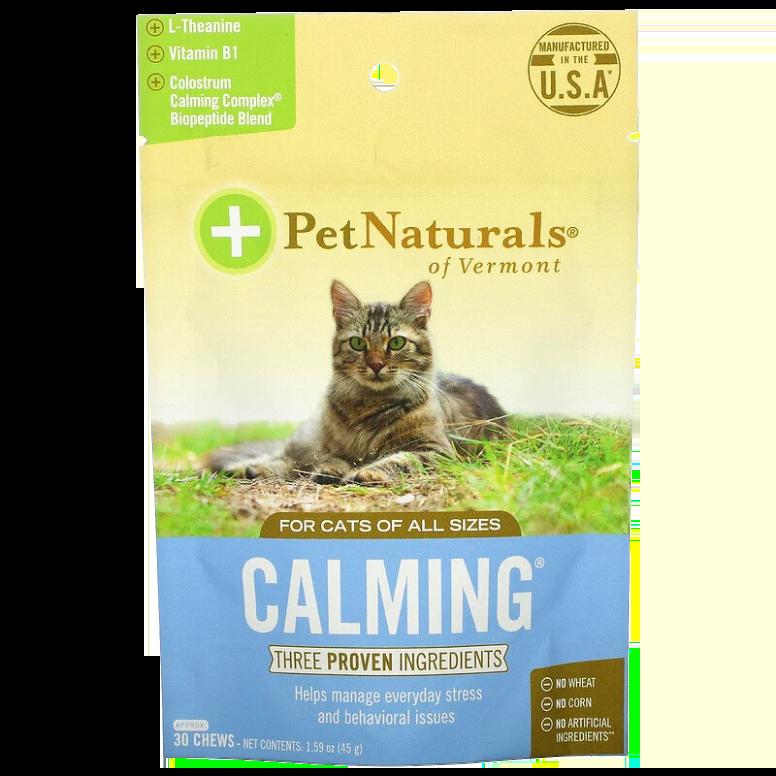 L-Theanine
Vitamin B1
Colostrum
Calming Complex®
Biopeptide Blend
MANUFACTURED
IN THE
U.S.A*
PetNaturals®
of Vermont
FOR CATS OF ALL SIZES
CALMING®
THREE PROVEN INGREDIENTS
Helps manage everyday stress
and behavioral issues
NO WHEAT
NO CORN
NO ARTIFICIAL
INGREDIENTS**
APPROX.
30 CHEWS - NET CONTENTS: 1.59 oz (45 g)